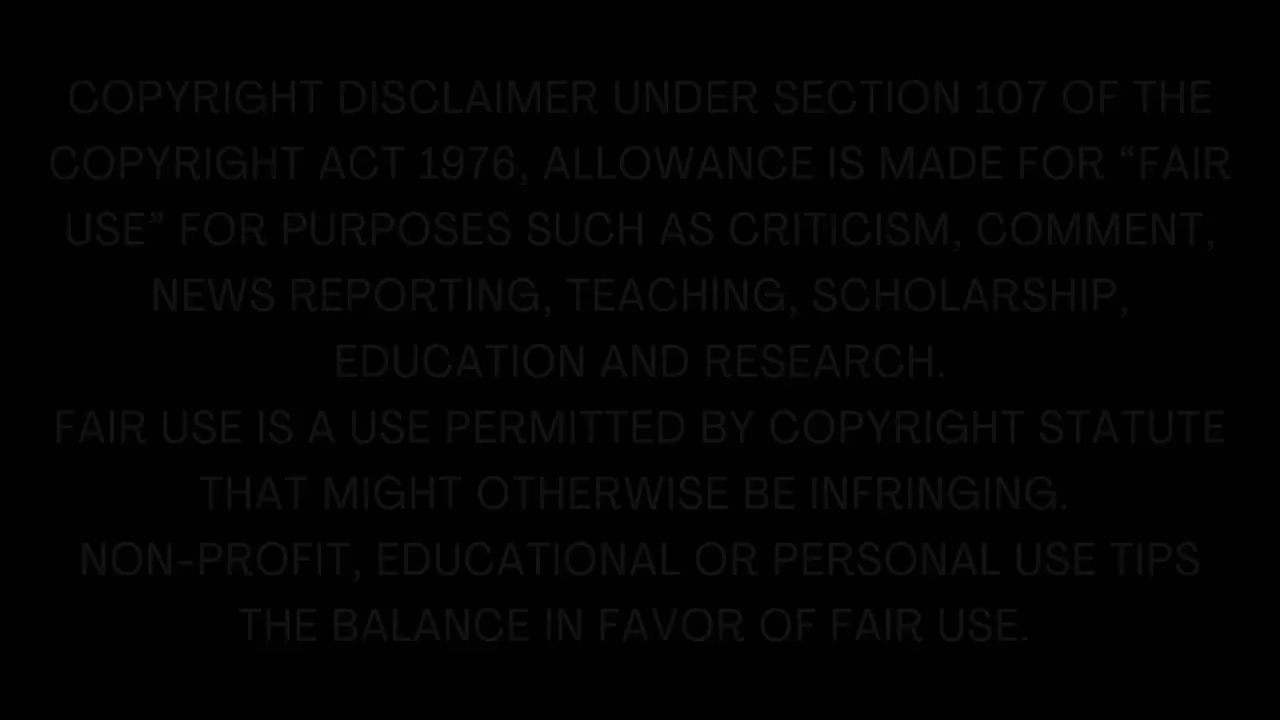 COPYRIGHT DISCLAIMER UNDER SECTION 107 OF THE
COPYRIGHT ACT 1976, ALLOWANCE IS MADE FOR “FAIR
USE” FOR PURPOSES SUCH AS CRITICISM, COMMENT,
NEWS REPORTING, TEACHING, SCHOLARSHIP,
EDUCATION AND RESEARCH.
FAIR USE IS A USE PERMITTED BY COPYRIGHT STATUTE
THAT MIGHT OTHERWISE BE INFRINGING.
NON-PROFIT, EDUCATIONAL OR PERSONAL USE TIPS
THE BALANCE IN FAVOR OF FAIR USE.